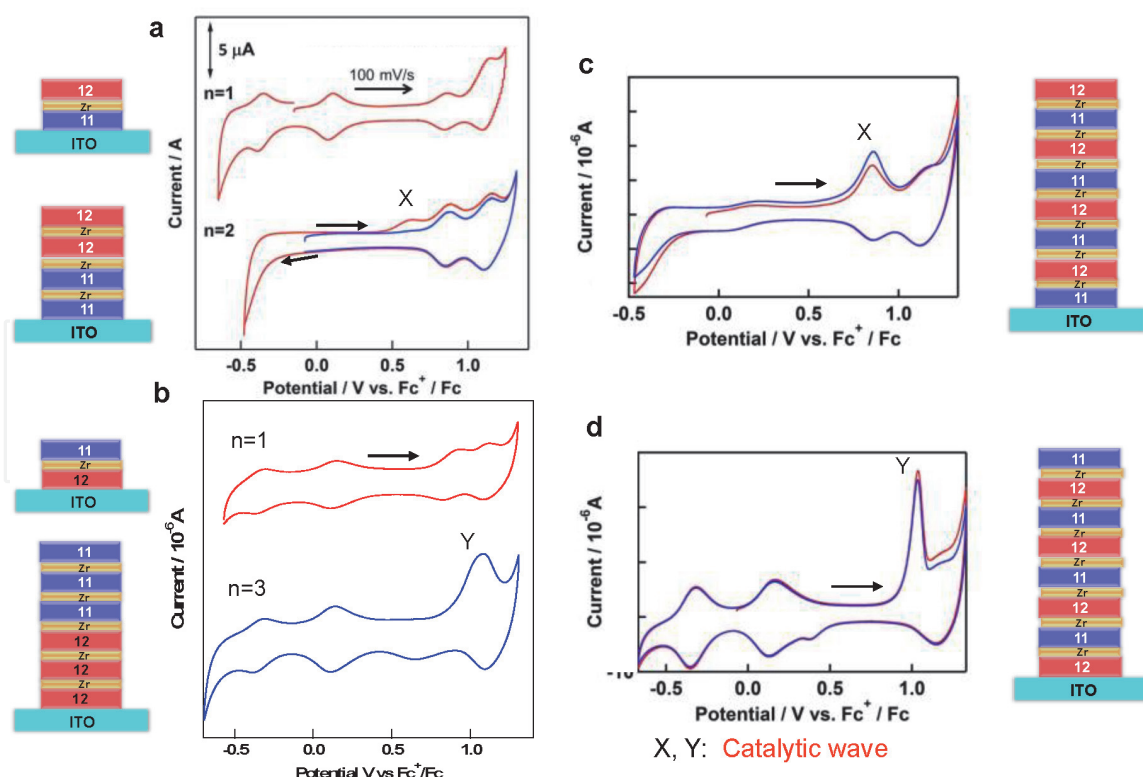 a
5 µA
n=1
100 mV/s
n=2
X
Current / A
-0.5 0.0 0.5 1.0
Potential / V vs. Fc⁺ / Fc
12
Zr
11
ITO
12
Zr
12
Zr
11
Zr
11
ITO
b
n=1
Y
n=3
Current / 10⁻⁶A
-0.5 0.0 0.5 1.0
Potential V vs Fc⁺/Fc
11
Zr
12
ITO
11
Zr
11
Zr
11
12
Zr
12
Zr
12
ITO
c
X
Current / 10⁻⁶A
-0.5 0.0 0.5 1.0
Potential / V vs. Fc⁺ / Fc
12
Zr
11
Zr
12
Zr
11
Zr
12
Zr
11
Zr
12
Zr
11
ITO
d
Y
Current / 10⁻⁶A
-10
-0.5 0.0 0.5 1.0
Potential / V vs. Fc⁺ / Fc
11
Zr
12
Zr
11
Zr
12
Zr
11
Zr
12
Zr
11
Zr
12
ITO
X, Y: Catalytic wave